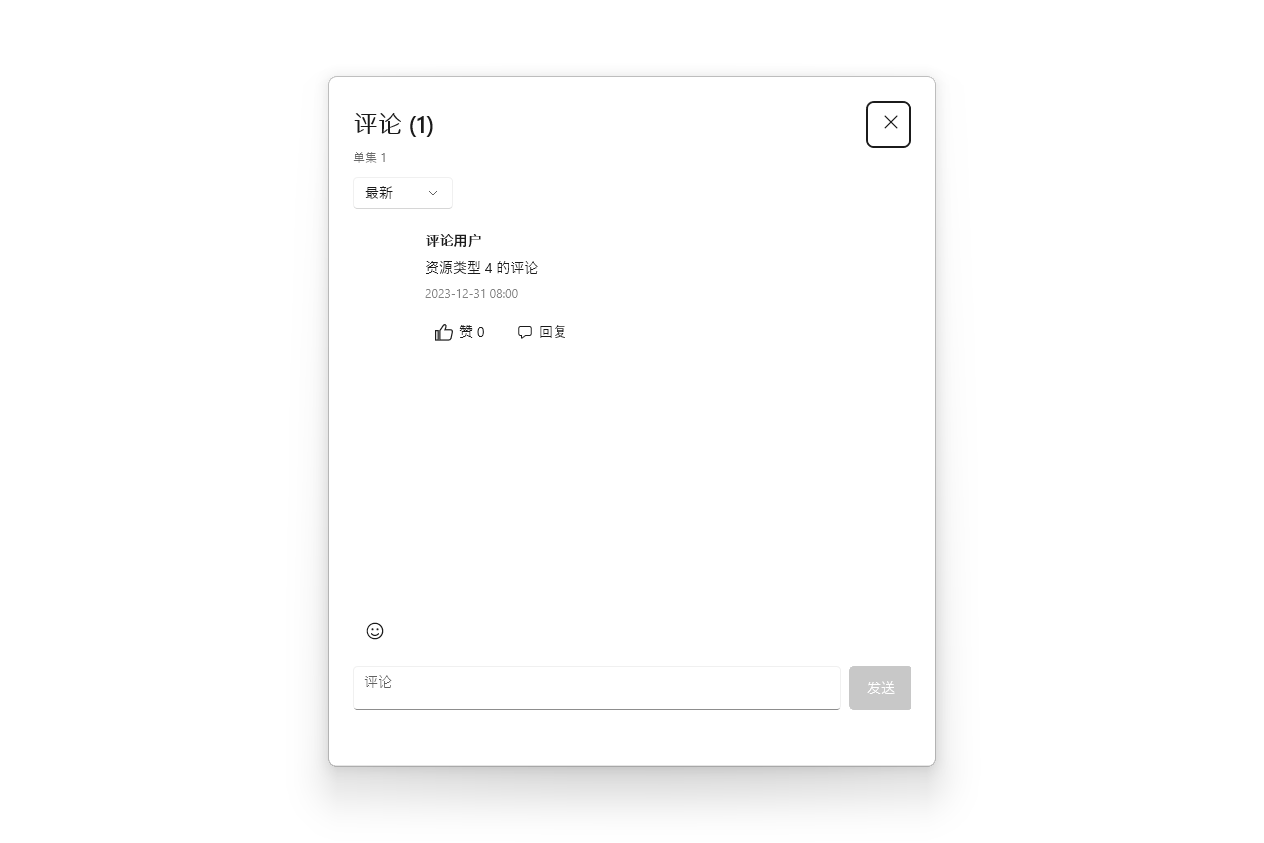 评论 (1)
单集 1
最新
评论用户
资源类型 4 的评论
2023-12-31 08:00
赞 0 回复
评论
发送